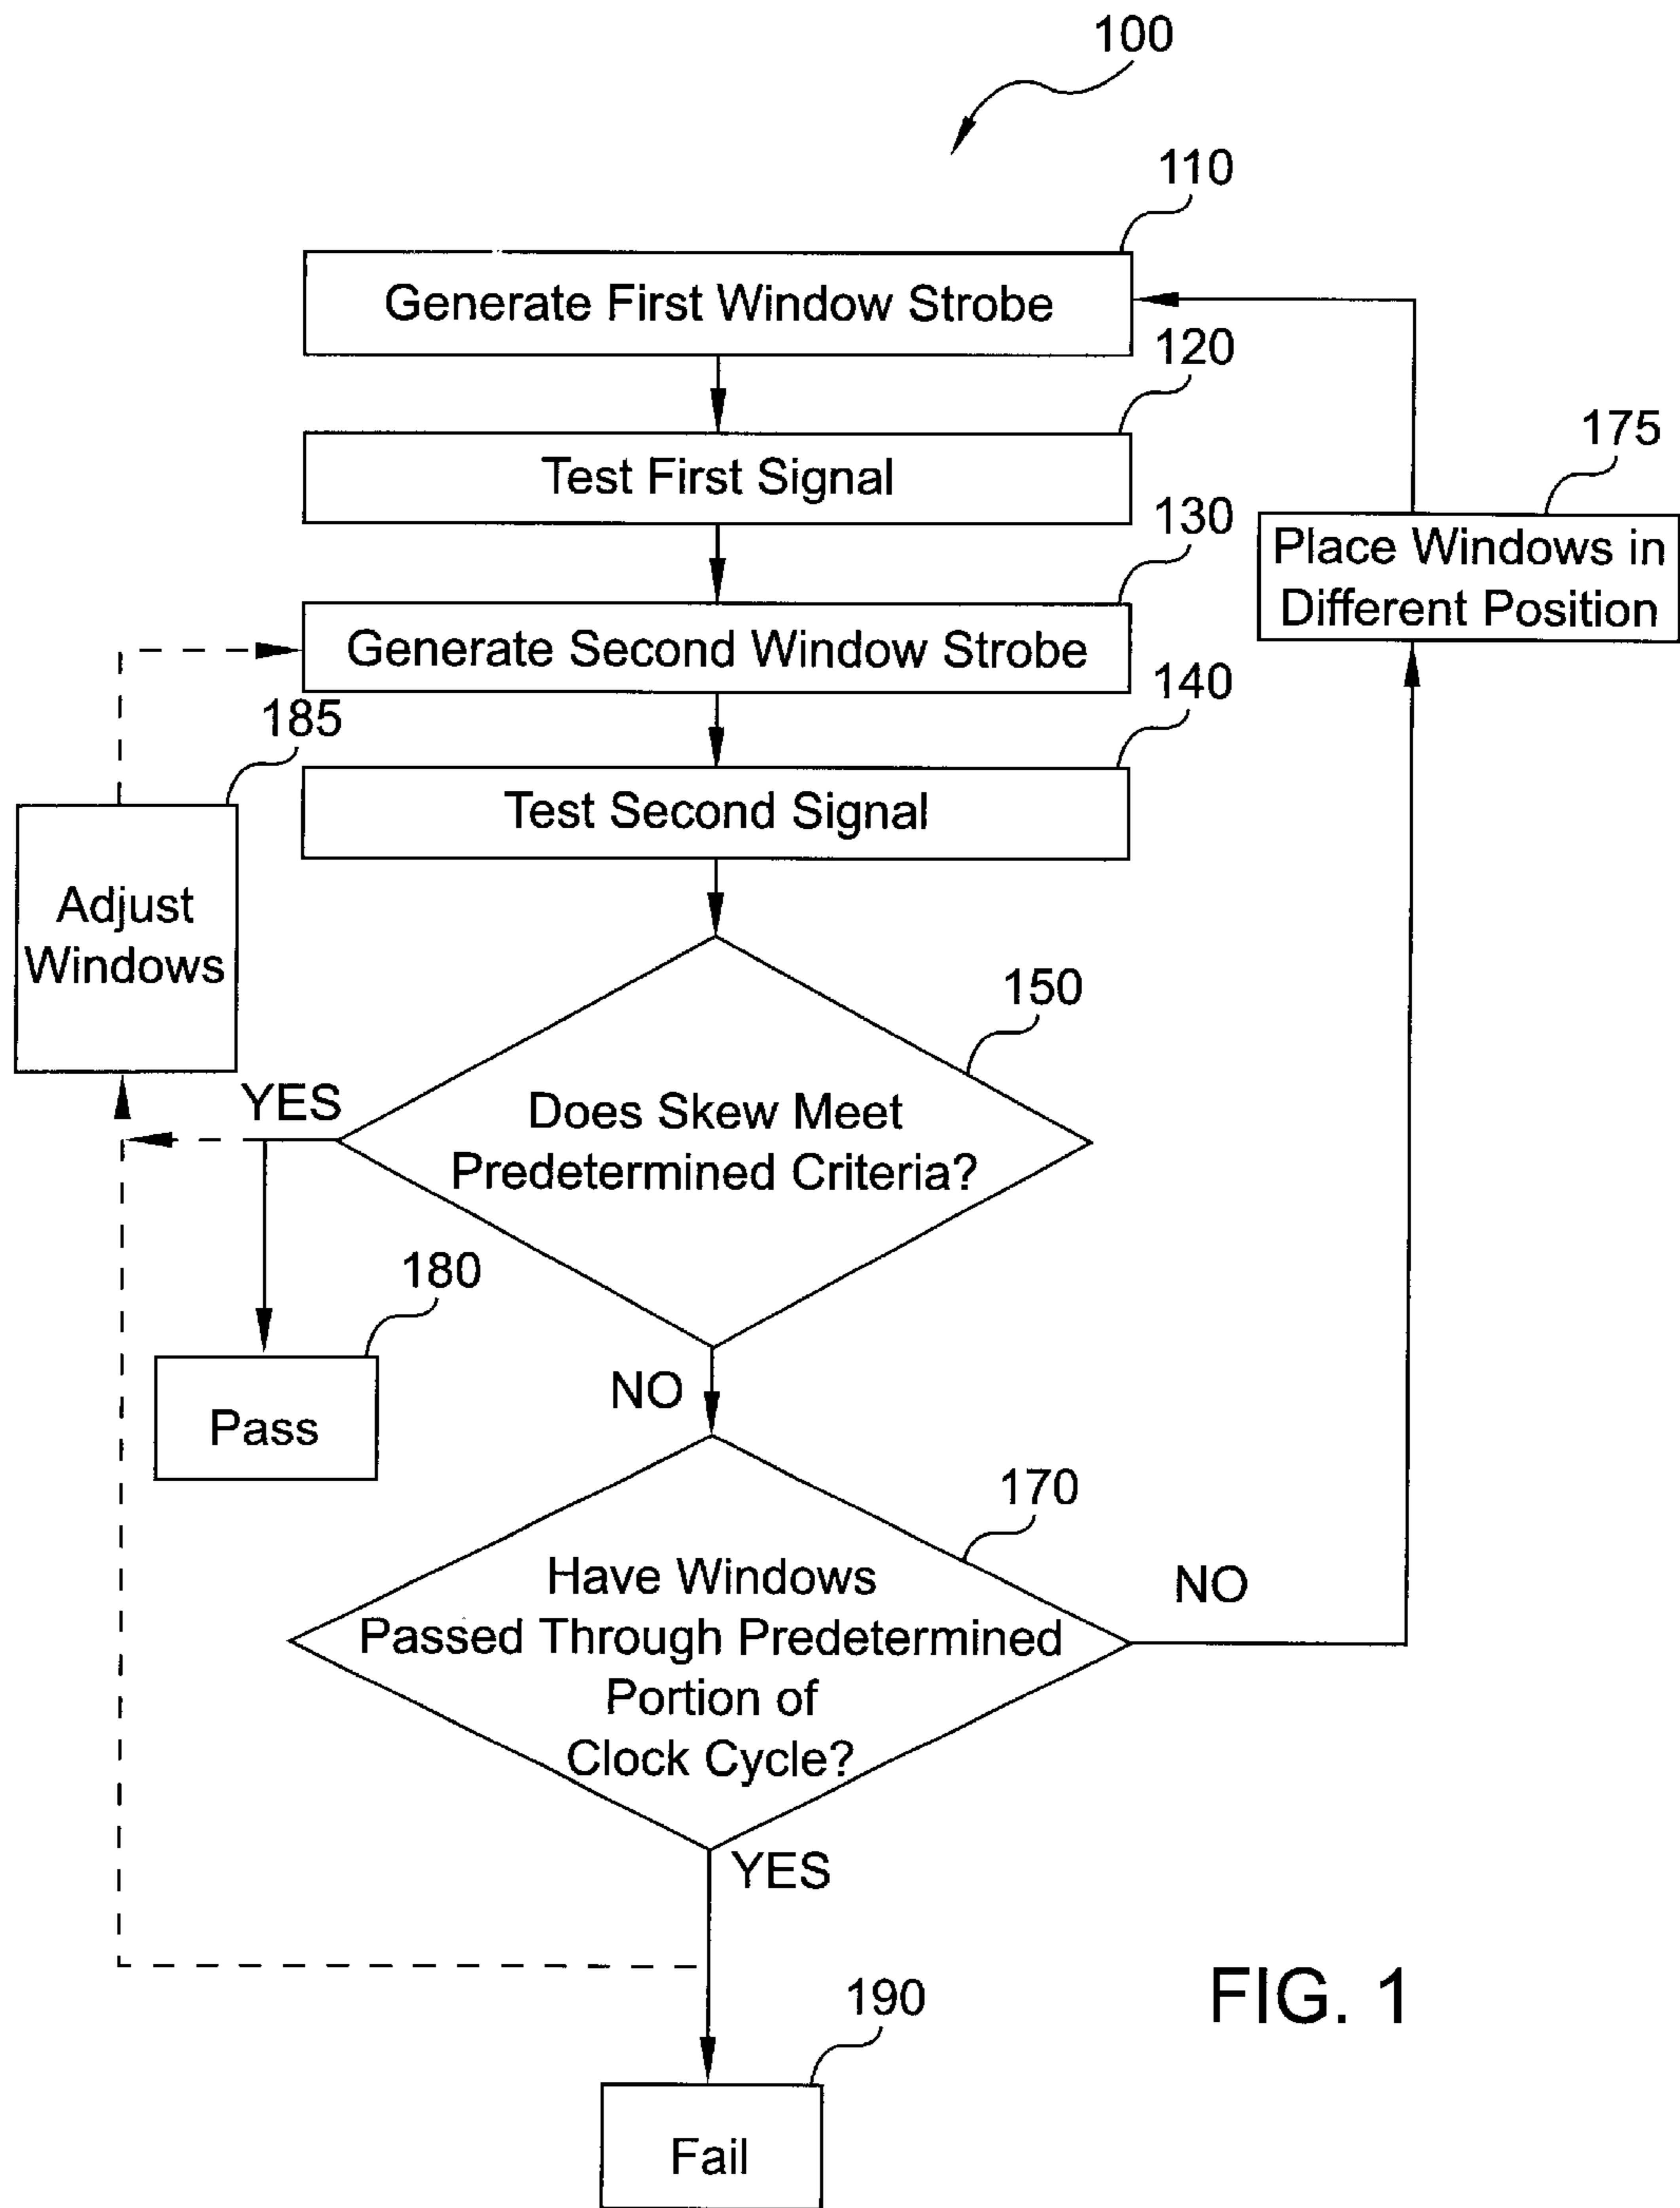 100
110
Generate First Window Strobe
120
Test First Signal
175
Place Windows in
Different Position
130
Generate Second Window Strobe
140
185
Test Second Signal
Adjust
Windows
150
YES
Does Skew Meet
Predetermined Criteria?
180
NO
Pass
170
Have Windows
Passed Through Predetermined
Portion of
Clock Cycle?
NO
YES
190
FIG. 1
Fail